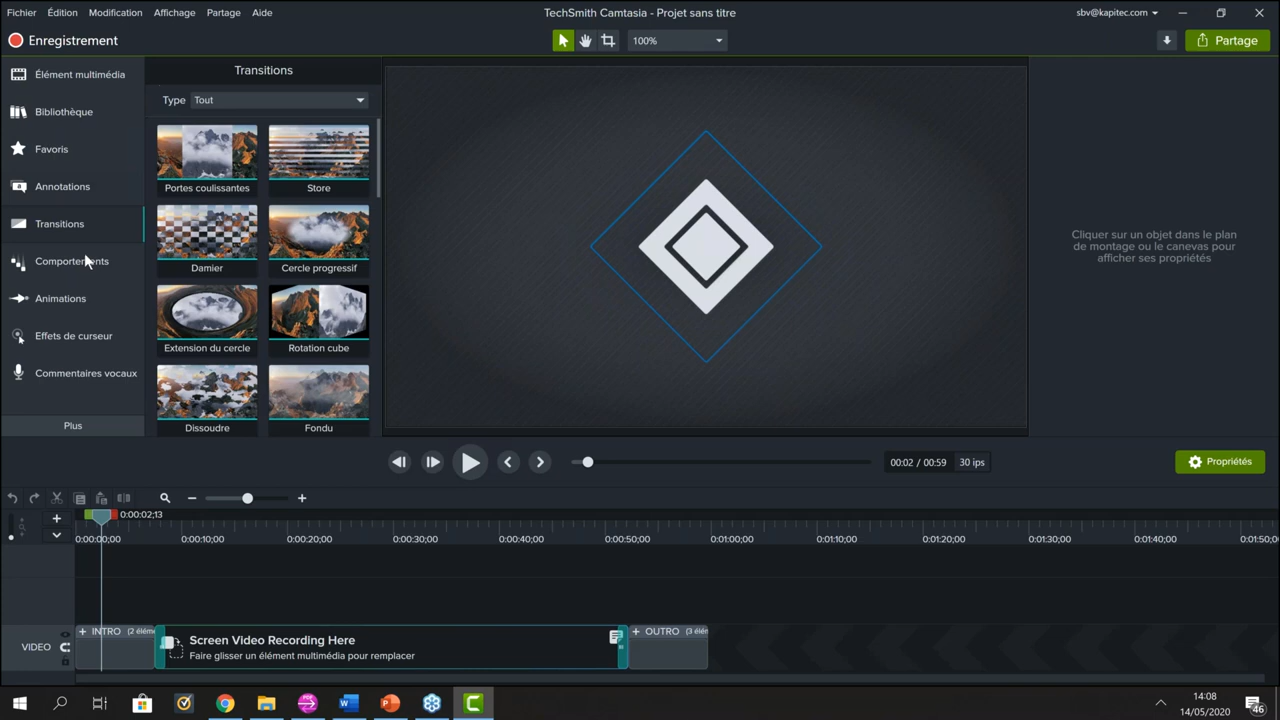 Fichier Édition Modification Affichage Partage Aide
TechSmith Camtasia - Projet sans titre
sbv@kapitec.com
Enregistrement
100%
Partage
Élément multimédia
Bibliothèque
Favoris
Annotations
Transitions
Comportements
Animations
Effets de curseur
Commentaires vocaux
Plus
Transitions
Type Tout
Portes coulissantes
Store
Damier
Cercle progressif
Extension du cercle
Rotation cube
Dissoudre
Fondu
Cliquer sur un objet dans le plan
de montage ou le canevas pour
afficher ses propriétés
00:02 / 00:59
30 ips
Propriétés
0:00:02;13
0:00:00;00 0:00:10;00 0:00:20;00 0:00:30;00 0:00:40;00 0:00:50;00 0:01:00;00 0:01:10;00 0:01:20;00 0:01:30;00 0:01:40;00 0:01:50;0
VIDEO
INTRO (2 élém
Screen Video Recording Here
Faire glisser un élément multimédia pour remplacer
OUTRO (3 élé
14:08
14/05/2020
46